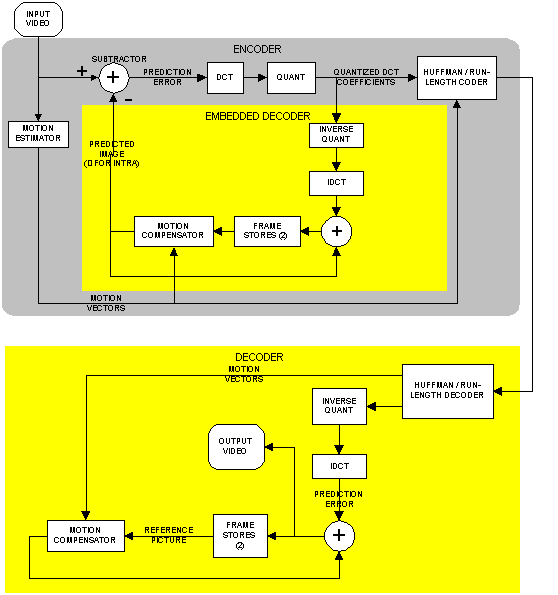 INPUT
VIDEO
ENCODER
SUBTRACTOR
+
+
−
PREDICTION
ERROR
DCT
QUANT
QUANTIZED DCT
COEFFICIENTS
HUFFMAN / RUN-
LENGTH CODER
MOTION
ESTIMATOR
EMBEDDED DECODER
PREDICTED
IMAGE
(0 FOR INTRA)
INVERSE
QUANT
IDCT
MOTION
COMPENSATOR
FRAME
STORES (2)
+
MOTION
VECTORS
DECODER
MOTION
VECTORS
HUFFMAN / RUN-
LENGTH DECODER
INVERSE
QUANT
OUTPUT
VIDEO
IDCT
PREDICTION
ERROR
MOTION
COMPENSATOR
REFERENCE
PICTURE
FRAME
STORES
(2)
+